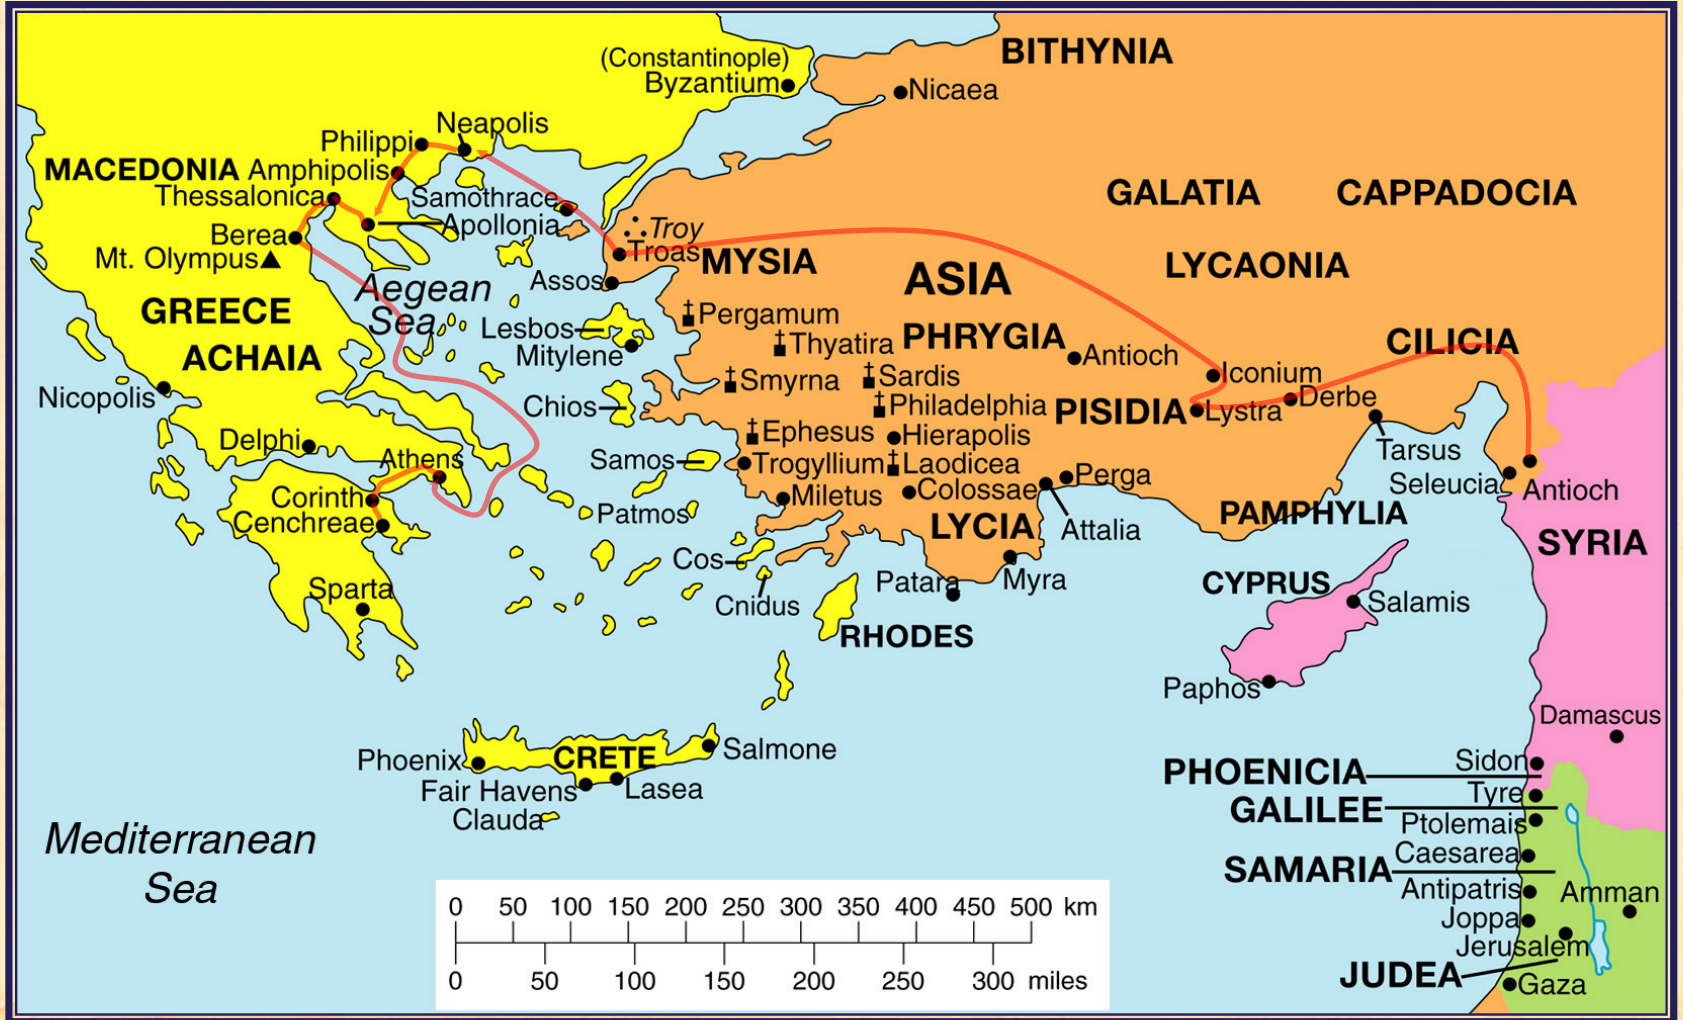 (Constantinople)
Byzantium
BITHYNIA
Nicaea
Neapolis
Philippi
MACEDONIA
Amphipolis
Thessalonica
Samothrace
Apollonia
Berea
Mt. Olympus
Troy
Troas
MYSIA
GALATIA
CAPPADOCIA
LYCAONIA
ASIA
Aegean
Sea
Assos
GREECE
ACHAIA
Lesbos
Mitylene
Pergamum
Thyatira
PHRYGIA
Antioch
CILICIA
Nicopolis
Smyrna
Sardis
Iconium
Chios
Philadelphia
PISIDIA
Lystra
Derbe
Delphi
Athens
Ephesus
Hierapolis
Tarsus
Samos
Trogyllium
Laodicea
Perga
Seleucia
Antioch
Corinth
Cenchreae
Miletus
Colossae
Patmos
LYCIA
Attalia
PAMPHYLIA
SYRIA
Cos
Cnidus
Patara
Myra
CYPRUS
Salamis
Sparta
RHODES
Paphos
Damascus
Phoenix
CRETE
Salmone
Fair Havens
Lasea
Clauda
PHOENICIA
Sidon
Tyre
GALILEE
Ptolemais
Caesarea
SAMARIA
Antipatris
Amman
Joppa
Jerusalem
JUDEA
Gaza
Mediterranean
Sea
0 50 100 150 200 250 300 350 400 450 500 km
0 50 100 150 200 250 300 miles